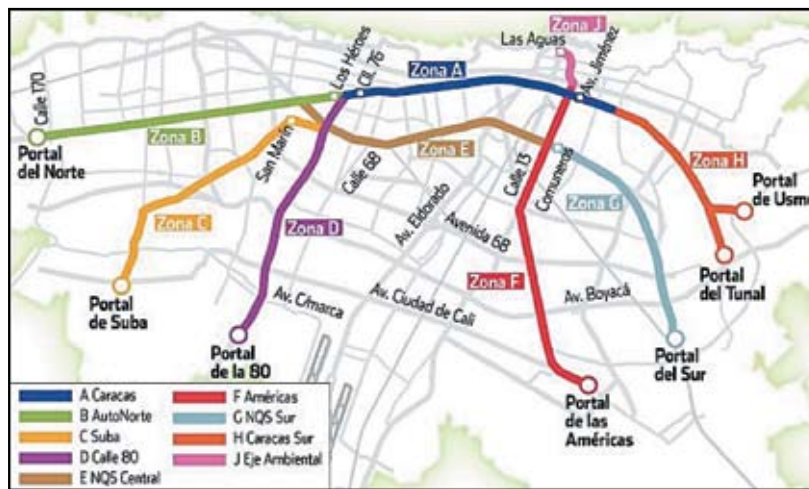 Zona J
Las Aguas
Av. Jiménez
Los Héroes
Cll. 76
Zona A
Calle 170
Zona B
Portal
del Norte
San Martín
Calle 68
Zona E
Calle 13
Comuneros
Zona H
Portal
de Usme
Zona C
Zona D
Av. Eldorado
Avenida 68
Zona G
Portal
del Tunal
Portal
de Suba
Av. C/marca
Av. Ciudad de Cali
Zona F
Av. Boyacá
Portal
de la 80
Portal
del Sur
Portal
de las
Américas
A Caracas
B AutoNorte
C Suba
D Calle 80
E NQS Central
F Américas
G NQS Sur
H Caracas Sur
J Eje Ambiental